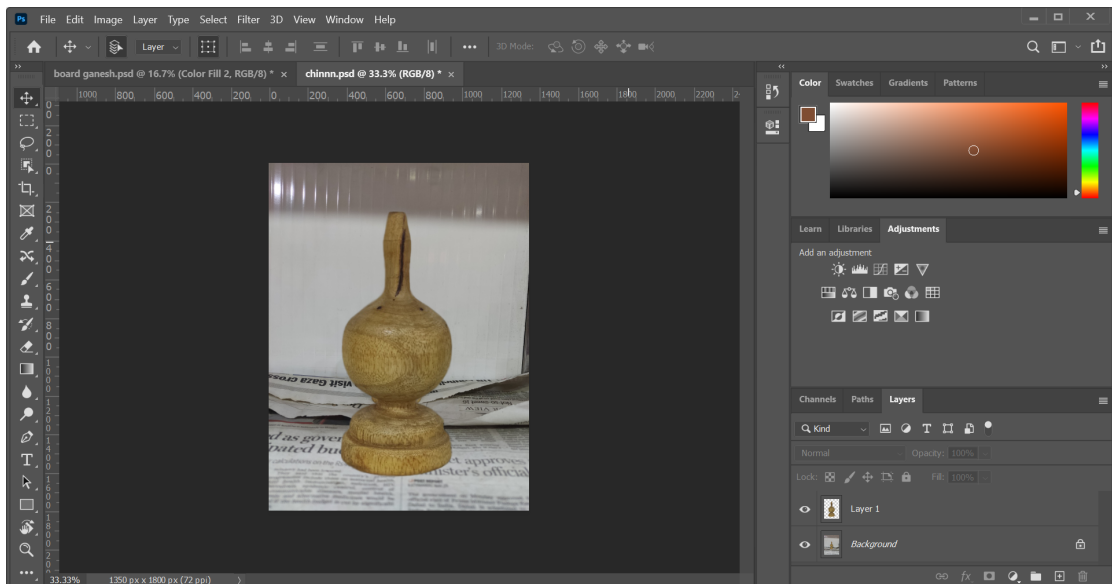 Ps File Edit Image Layer Type Select Filter 3D View Window Help
Layer 3D Mode:
board ganesh.psd @ 16.7% (Color Fill 2, RGB/8) * × chinnn.psd @ 33.3% (RGB/8) * ×
1000 800 600 400 200 0 200 400 600 800 1000 1200 1400 1600 1800 2000 2200
Color Swatches Gradients Patterns
Learn Libraries Adjustments
Add an adjustment
Channels Paths Layers
Kind
Normal Opacity: 100%
Lock: Fill: 100%
Layer 1
Background
visit Gaza cross
d as gover
pated bu
et approves
ister's official
33.33% 1350 px x 1800 px (72 ppi)